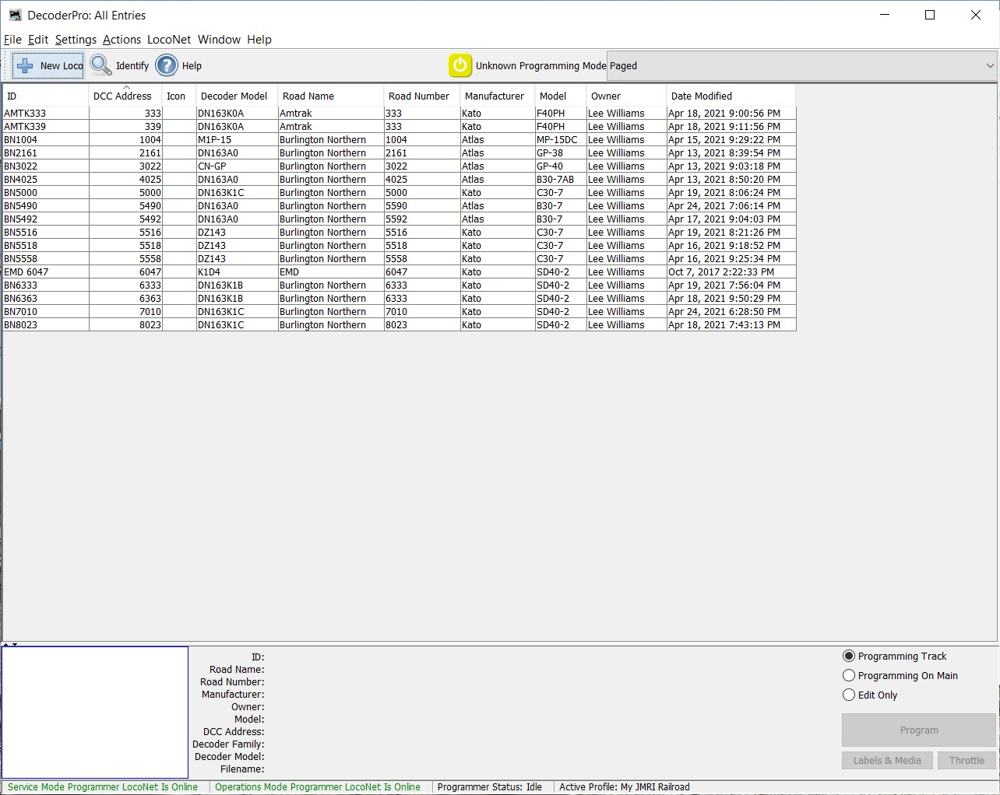 DecoderPro: All Entries
File Edit Settings Actions LocoNet Window Help
New Loco Identify Help Unknown Programming Mode Paged
ID DCC Address Icon Decoder Model Road Name Road Number Manufacturer Model Owner Date Modified
AMTK333 333 DN163K0A Amtrak 333 Kato F40PH Lee Williams Apr 18, 2021 9:00:56 PM
AMTK339 339 DN163K0A Amtrak 333 Kato F40PH Lee Williams Apr 18, 2021 9:11:56 PM
BN1004 1004 M1P-15 Burlington Northern 1004 Atlas MP-15DC Lee Williams Apr 15, 2021 9:29:22 PM
BN2161 2161 DN163A0 Burlington Northern 2161 Atlas GP-38 Lee Williams Apr 13, 2021 8:39:54 PM
BN3022 3022 CN-GP Burlington Northern 3022 Atlas GP-40 Lee Williams Apr 13, 2021 9:03:18 PM
BN4025 4025 DN163A0 Burlington Northern 4025 Atlas B30-7AB Lee Williams Apr 13, 2021 8:50:20 PM
BN5000 5000 DN163K1C Burlington Northern 5000 Kato C30-7 Lee Williams Apr 19, 2021 8:06:24 PM
BN5490 5490 DN163A0 Burlington Northern 5590 Atlas B30-7 Lee Williams Apr 24, 2021 7:06:14 PM
BN5492 5492 DN163A0 Burlington Northern 5592 Atlas B30-7 Lee Williams Apr 17, 2021 9:04:03 PM
BN5516 5516 DZ143 Burlington Northern 5516 Kato C30-7 Lee Williams Apr 19, 2021 8:21:26 PM
BN5518 5518 DZ143 Burlington Northern 5518 Kato C30-7 Lee Williams Apr 16, 2021 9:18:52 PM
BN5558 5558 DZ143 Burlington Northern 5558 Kato C30-7 Lee Williams Apr 16, 2021 9:25:34 PM
EMD 6047 6047 K1D4 EMD 6047 Kato SD40-2 Lee Williams Oct 7, 2017 2:22:33 PM
BN6333 6333 DN163K1B Burlington Northern 6333 Kato SD40-2 Lee Williams Apr 19, 2021 7:56:04 PM
BN6363 6363 DN163K1B Burlington Northern 6333 Kato SD40-2 Lee Williams Apr 18, 2021 9:50:29 PM
BN7010 7010 DN163K1C Burlington Northern 7010 Kato SD40-2 Lee Williams Apr 24, 2021 6:28:50 PM
BN8023 8023 DN163K1C Burlington Northern 8023 Kato SD40-2 Lee Williams Apr 18, 2021 7:43:13 PM
ID:
Road Name:
Road Number:
Manufacturer:
Owner:
Model:
DCC Address:
Decoder Family:
Decoder Model:
Filename:
Programming Track
Programming On Main
Edit Only
Program
Labels & Media Throttle
Service Mode Programmer LocoNet Is Online Operations Mode Programmer LocoNet Is Online Programmer Status: Idle Active Profile: My JMRI Railroad